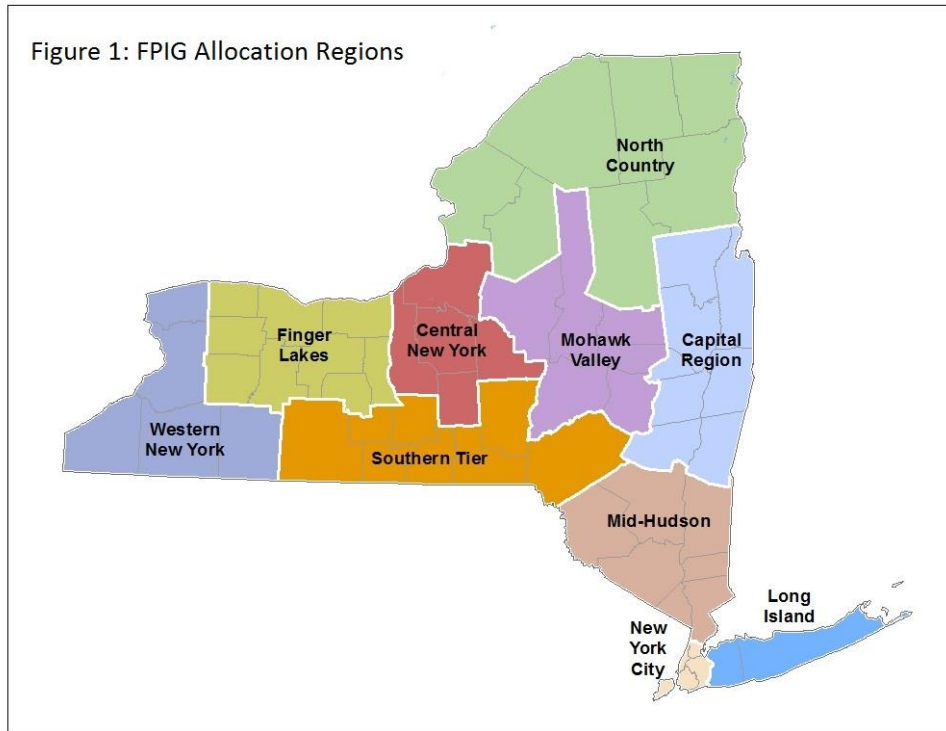 Figure 1: FPIG Allocation Regions
North
Country
Finger
Lakes
Central
New York
Mohawk
Valley
Capital
Region
Western
New York
Southern Tier
Mid-Hudson
Long
Island
New
York
City